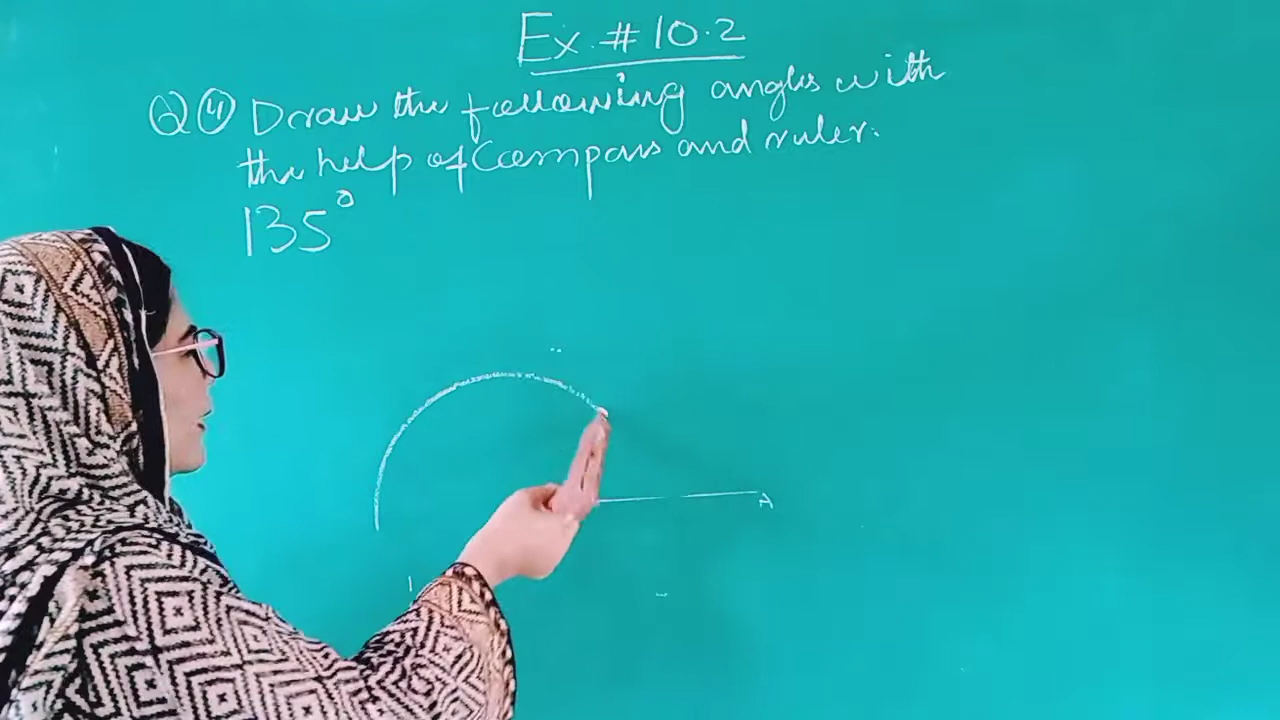 Ex. # 10.2
Q(4) Draw the following angles with
the help of Compass and ruler.
135°
A